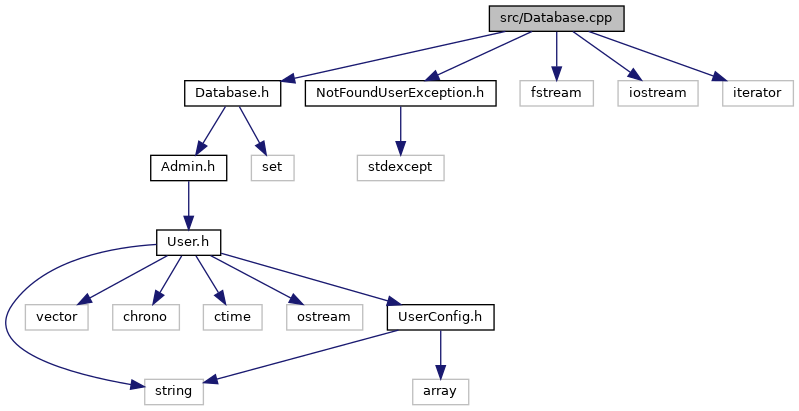 src/Database.cpp
Database.h
NotFoundUserException.h
fstream
iostream
iterator
Admin.h
set
stdexcept
User.h
vector
chrono
ctime
ostream
UserConfig.h
string
array